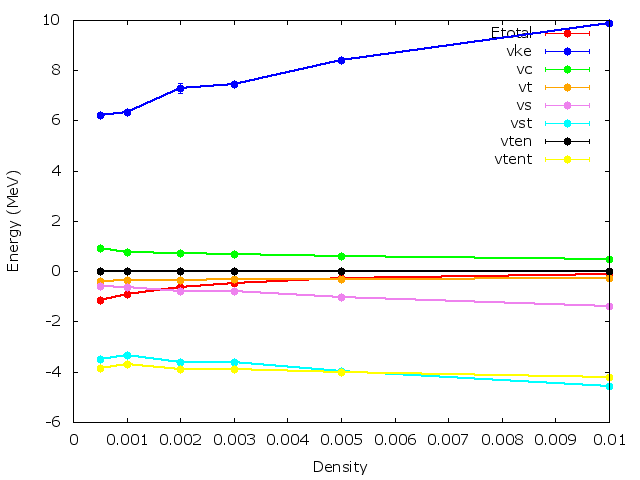 10
8
6
4
2
0
-2
-4
-6
Energy (MeV)
Etotal
vke
vc
vt
vs
vst
vten
vtent
0 0.001 0.002 0.003 0.004 0.005 0.006 0.007 0.008 0.009 0.01
Density